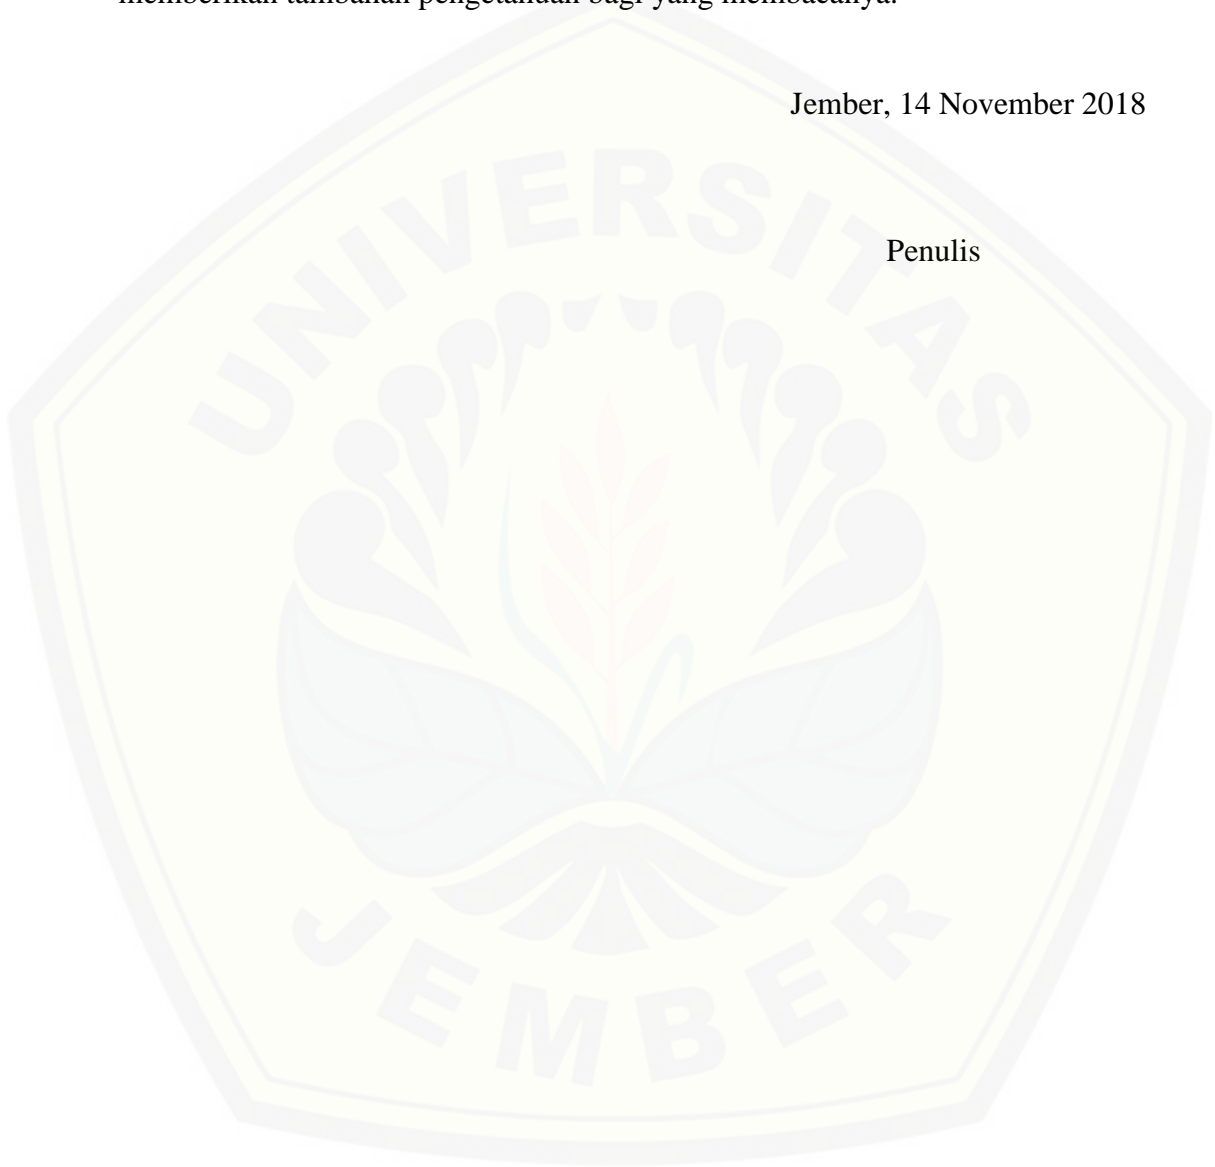 memberikan tambahan pengetahuan bagi yang membacanya.
Jember, 14 November 2018
Penulis
UNIVERSITAS
JEMBER